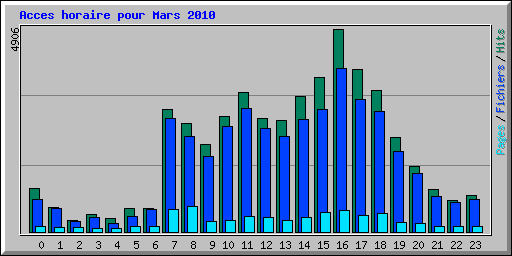 Acces horaire pour Mars 2010
4906
Pages / Fichiers / Hits
0 1 2 3 4 5 6 7 8 9 10 11 12 13 14 15 16 17 18 19 20 21 22 23